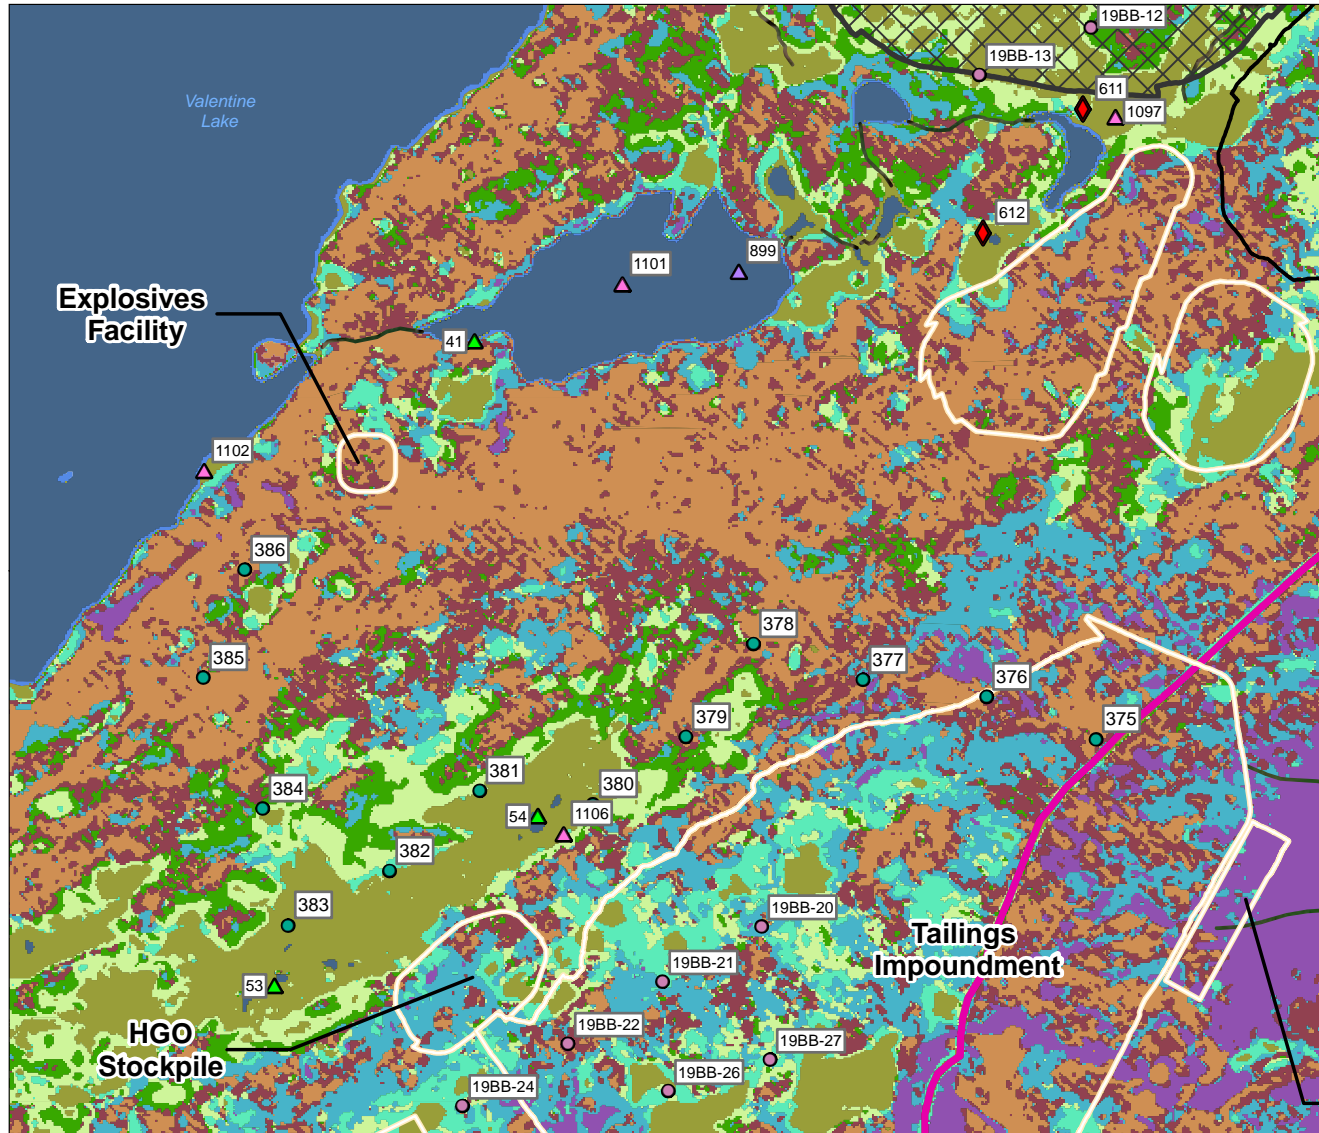 19BB-12
19BB-13
611
1097
Valentine
Lake
612
899
1101
Explosives
Facility
41
1102
386
378
385
377
376
375
379
381
380
384
54
1106
382
383
19BB-20
Tailings
Impoundment
19BB-21
53
HGO
Stockpile
19BB-22
19BB-27
19BB-26
19BB-24